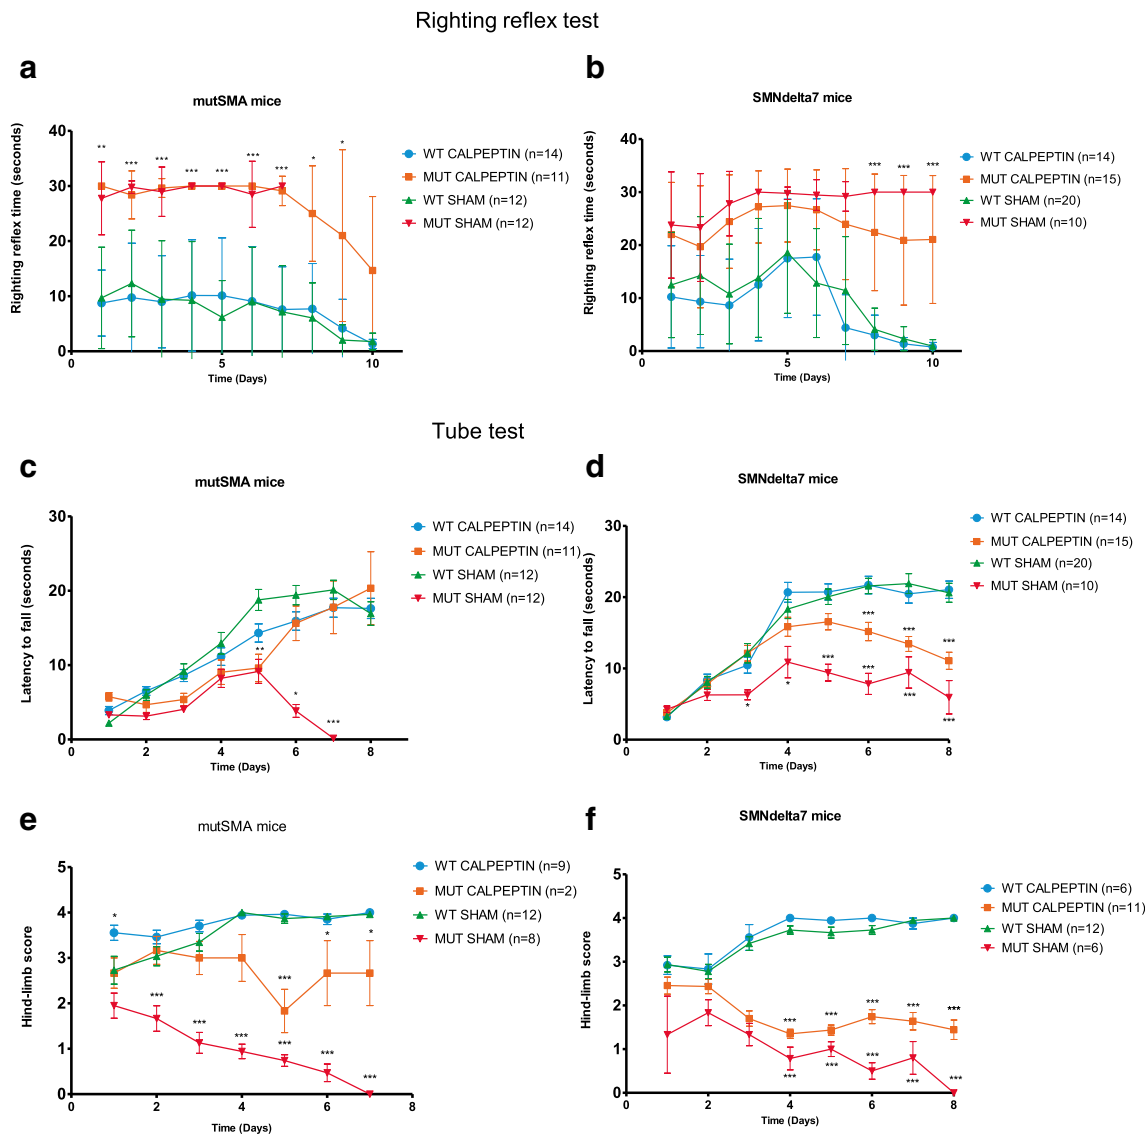 Righting reflex test
a
mutSMA mice
Righting reflex time (seconds)
40
30
20
10
0
0
5
10
Time (Days)
** *** *** *** *** *** *** * *
WT CALPEPTIN (n=14)
MUT CALPEPTIN (n=11)
WT SHAM (n=12)
MUT SHAM (n=12)
b
SMNdelta7 mice
Righting reflex time (seconds)
40
30
20
10
0
0
5
10
Time (Days)
*** *** ***
WT CALPEPTIN (n=14)
MUT CALPEPTIN (n=15)
WT SHAM (n=20)
MUT SHAM (n=10)
Tube test
c
mutSMA mice
Latency to fall (seconds)
30
20
10
0
0
2
4
6
8
Time (Days)
** * ***
WT CALPEPTIN (n=14)
MUT CALPEPTIN (n=11)
WT SHAM (n=12)
MUT SHAM (n=12)
d
SMNdelta7 mice
Latency to fall (seconds)
30
20
10
0
0
2
4
6
8
Time (Days)
*** *** ***
* * *** *** *** ***
WT CALPEPTIN (n=14)
MUT CALPEPTIN (n=15)
WT SHAM (n=20)
MUT SHAM (n=10)
e
mutSMA mice
Hind-limb score
5
4
3
2
1
0
0
2
4
6
8
Time (Days)
* *** * *
*** *** *** *** *** ***
WT CALPEPTIN (n=9)
MUT CALPEPTIN (n=2)
WT SHAM (n=12)
MUT SHAM (n=8)
f
SMNdelta7 mice
Hind-limb score
5
4
3
2
1
0
0
2
4
6
8
Time (Days)
*** *** *** *** ***
*** *** *** *** ***
WT CALPEPTIN (n=6)
MUT CALPEPTIN (n=11)
WT SHAM (n=12)
MUT SHAM (n=6)